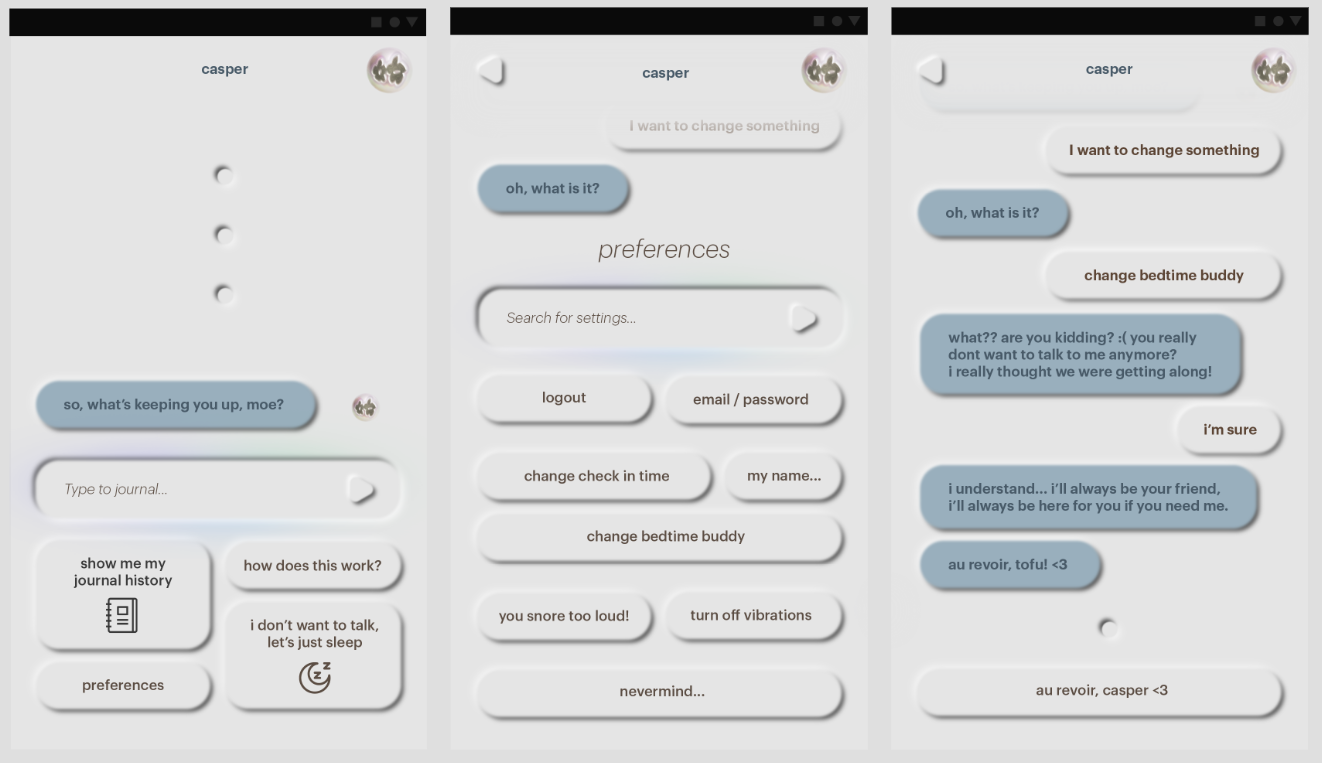 casper
so, what's keeping you up, moe?
Type to journal...
show me my
journal history
how does this work?
i don't want to talk,
let's just sleep
z
z
preferences
casper
I want to change something
oh, what is it?
preferences
Search for settings...
logout
email / password
change check in time
my name...
change bedtime buddy
you snore too loud!
turn off vibrations
nevermind...
casper
I want to change something
oh, what is it?
change bedtime buddy
what?? are you kidding? :( you really
dont want to talk to me anymore?
i really thought we were getting along!
i'm sure
i understand... i'll always be your friend,
i'll always be here for you if you need me.
au revoir, tofu! <3
au revoir, casper <3